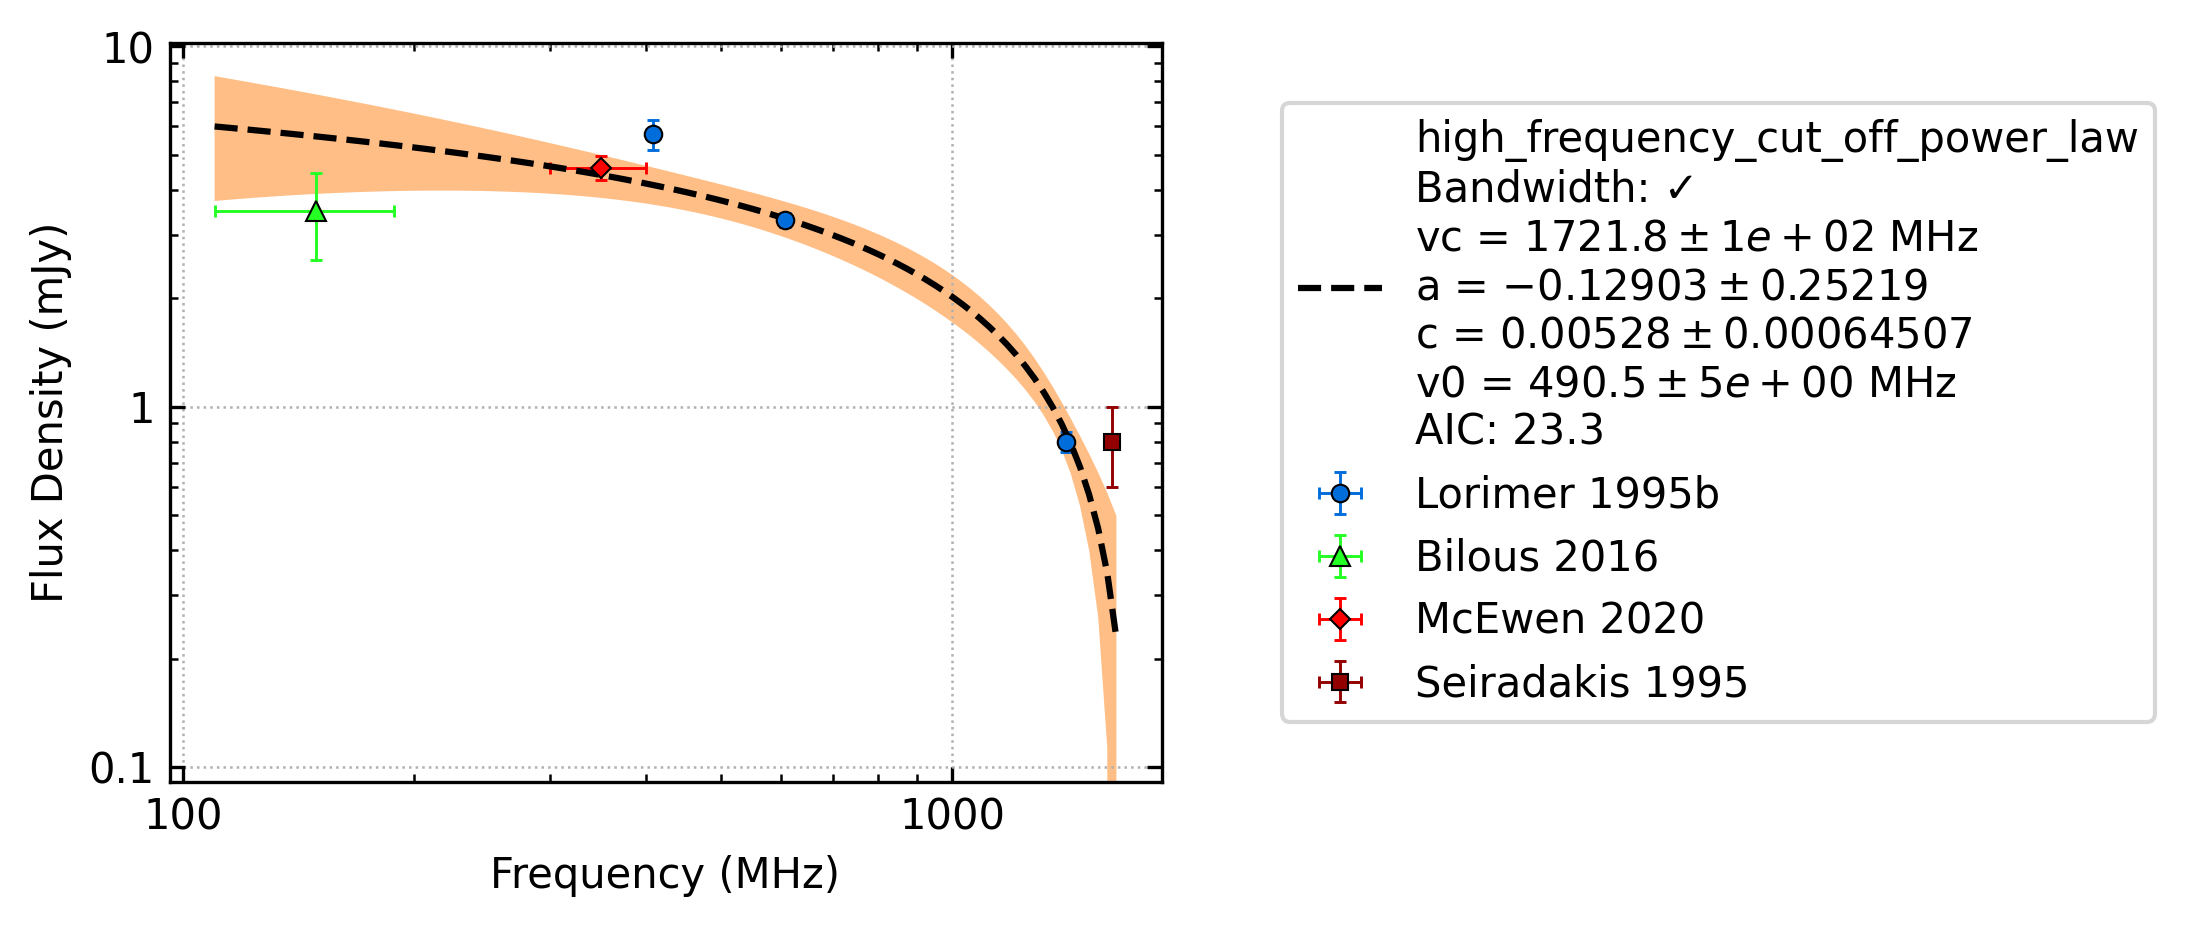 10
1
0.1
100
1000
Flux Density (mJy)
Frequency (MHz)
high_frequency_cut_off_power_law
Bandwidth: ✓
vc = 1721.8 ± 1e + 02 MHz
a = −0.12903 ± 0.25219
c = 0.00528 ± 0.00064507
v0 = 490.5 ± 5e + 00 MHz
AIC: 23.3
Lorimer 1995b
Bilous 2016
McEwen 2020
Seiradakis 1995